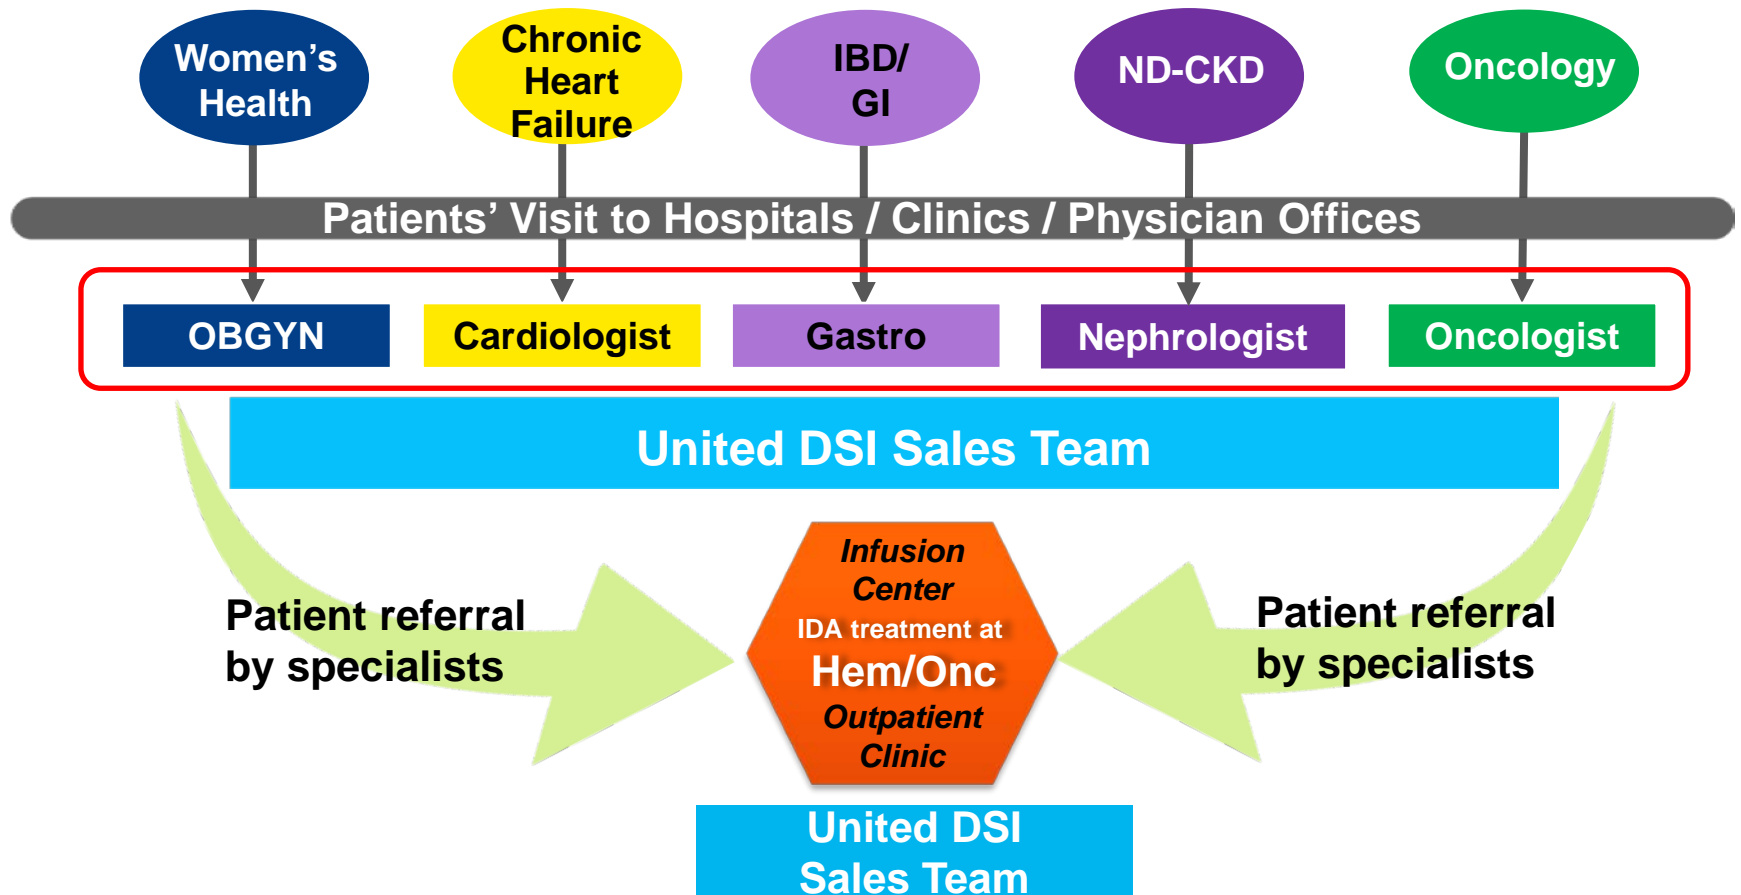 Women’s
Health
Chronic
Heart
Failure
IBD/
GI
ND-CKD
Oncology
Patients’ Visit to Hospitals / Clinics / Physician Offices
OBGYN
Cardiologist
Gastro
Nephrologist
Oncologist
United DSI Sales Team
Patient referral
by specialists
Infusion
Center
IDA treatment at
Hem/Onc
Outpatient
Clinic
Patient referral
by specialists
United DSI
Sales Team